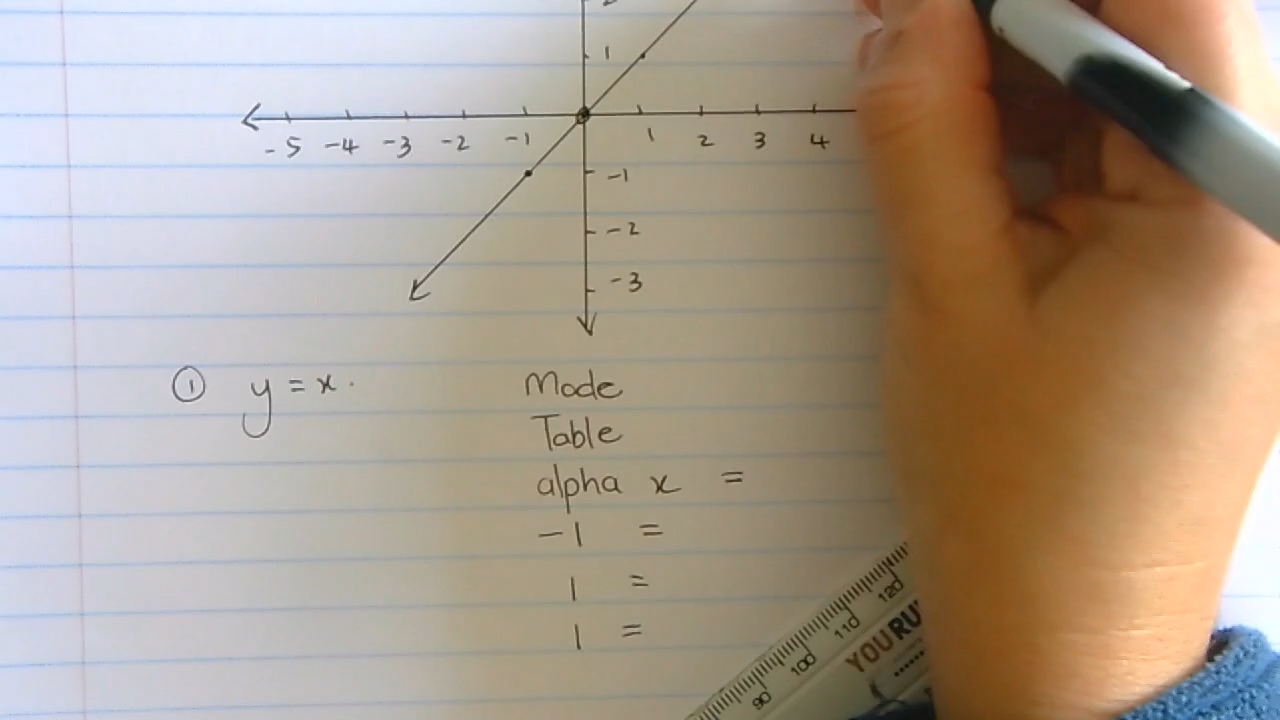 1
-5 -4 -3 -2 -1 1 2 3 4
-1
-2
-3
① y = x.
Mode
Table
alpha x =
-1 =
1 =
1 =
90 100 110 120